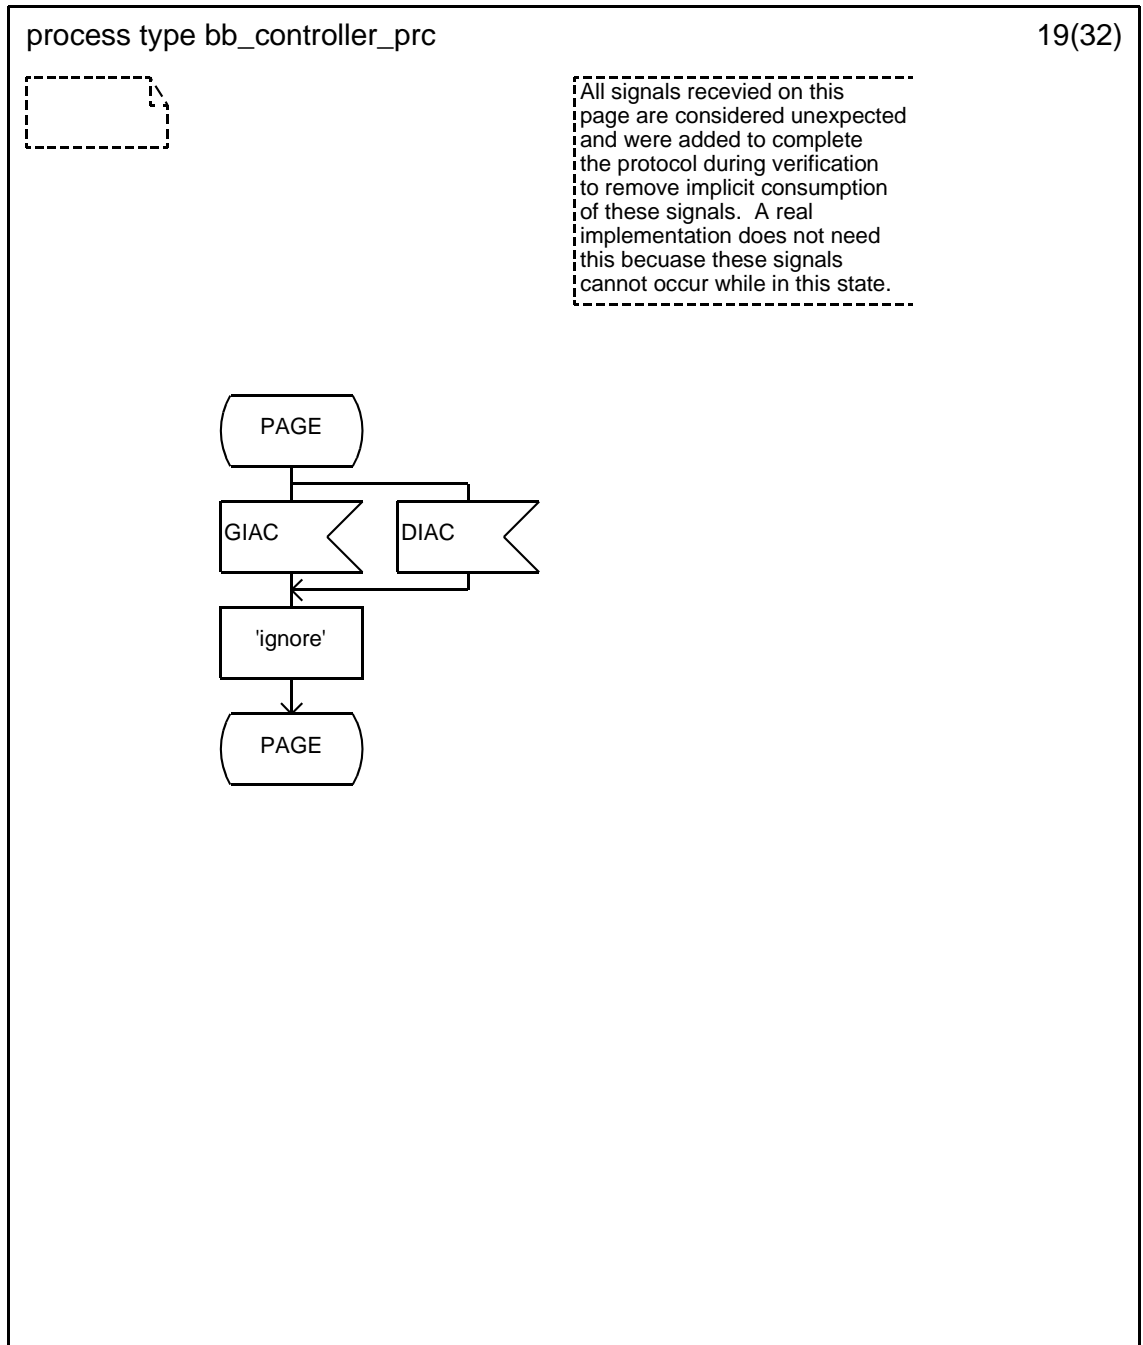 process type bb_controller_prc
19(32)
All signals recevied on this
page are considered unexpected
and were added to complete
the protocol during verification
to remove implicit consumption
of these signals.  A real
implementation does not need
this becuase these signals
cannot occur while in this state.
PAGE
GIAC
DIAC
'ignore'
PAGE